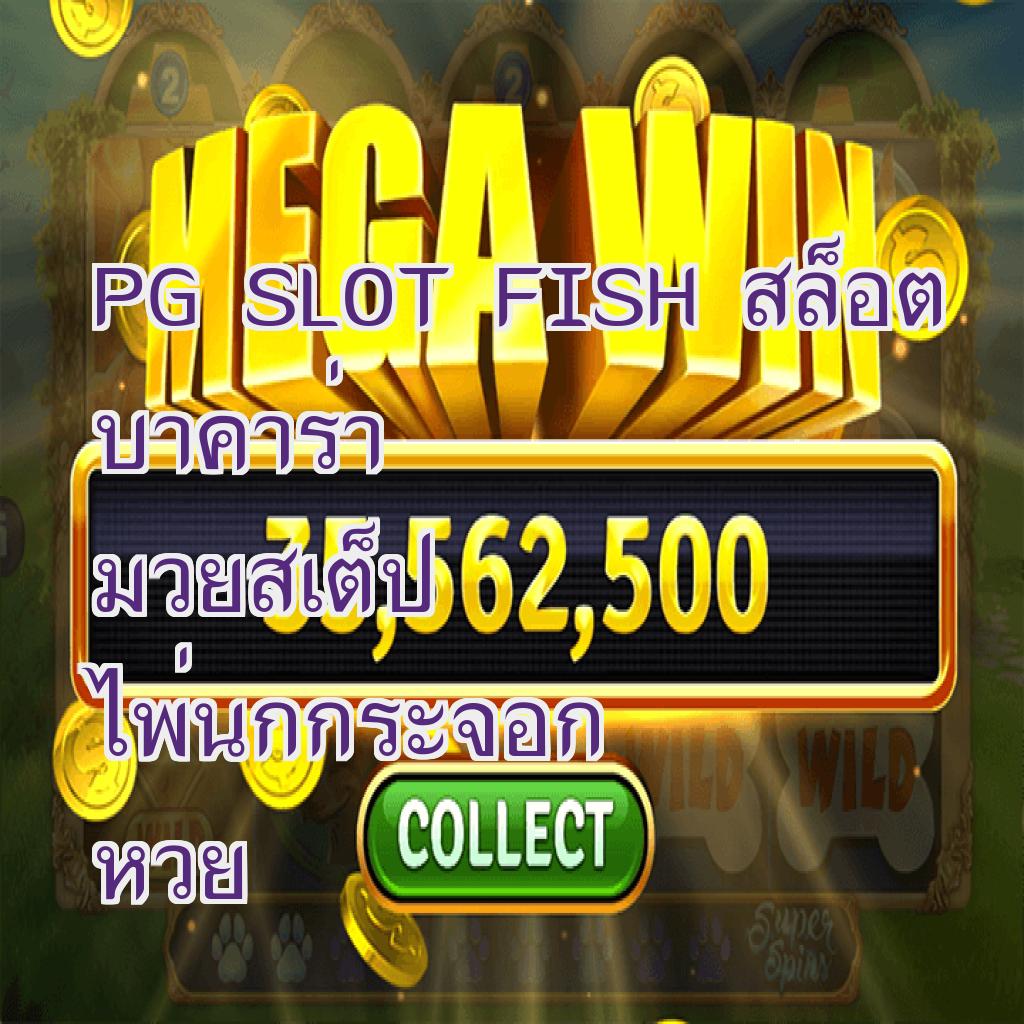 MEGA WIN
PG SLOT FISH สล็อต
บาคาร่า
35,562,500
มวยสเต็ป
ไพ่นกกระจอก
WILD WILD
COLLECT
หวย
Super
Spins